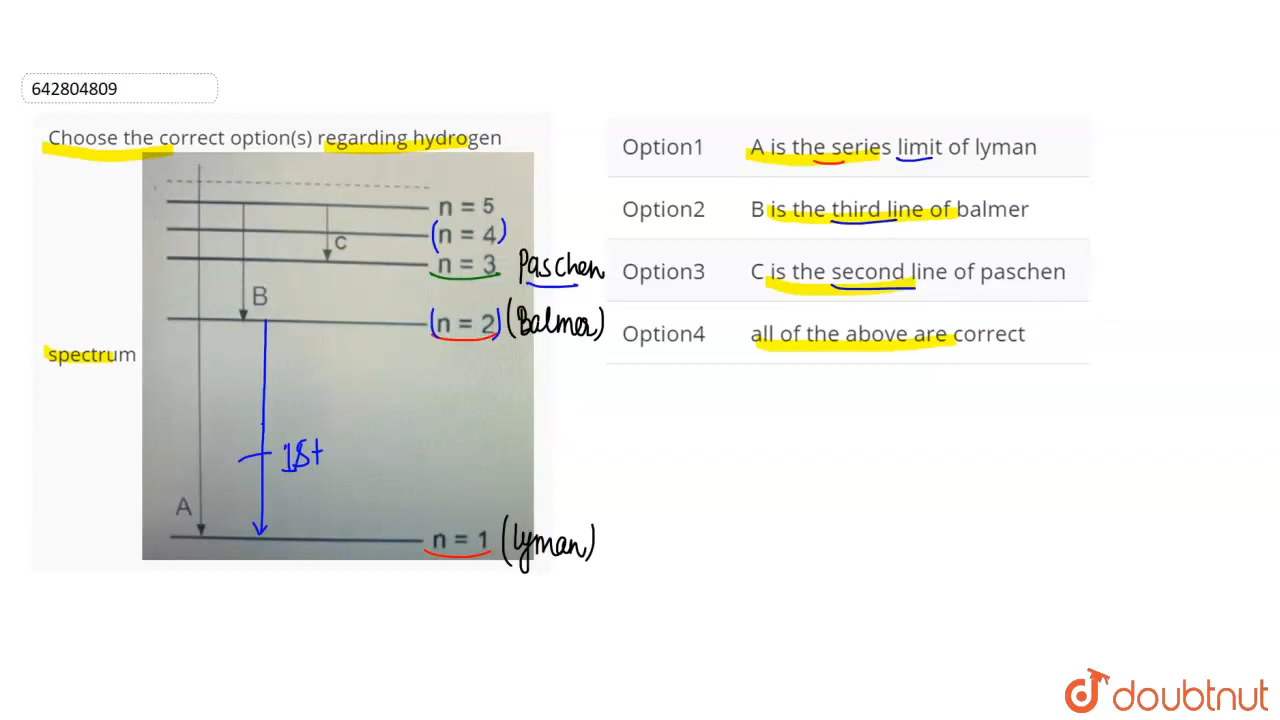 642804809
Choose the correct option(s) regarding hydrogen
spectrum
n = 5
(n = 4)
C
n = 3 Paschen
B
(n = 2) (Balmer)
1st
A
n = 1 (lyman)
Option1 A is the series limit of lyman
Option2 B is the third line of balmer
Option3 C is the second line of paschen
Option4 all of the above are correct
doubtnut